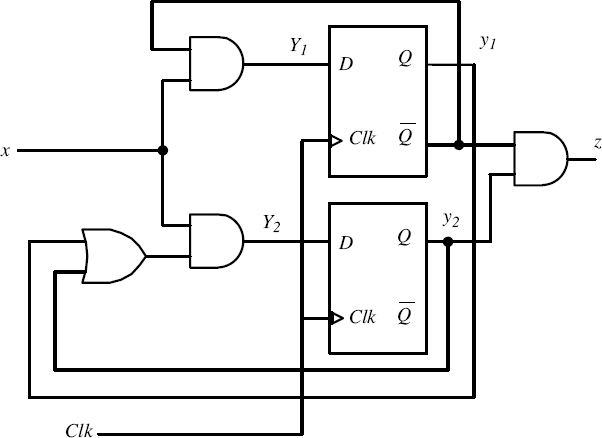 Y1 D Q y1
Clk Q̅
x z
Y2 D Q y2
Clk Q̅
Clk